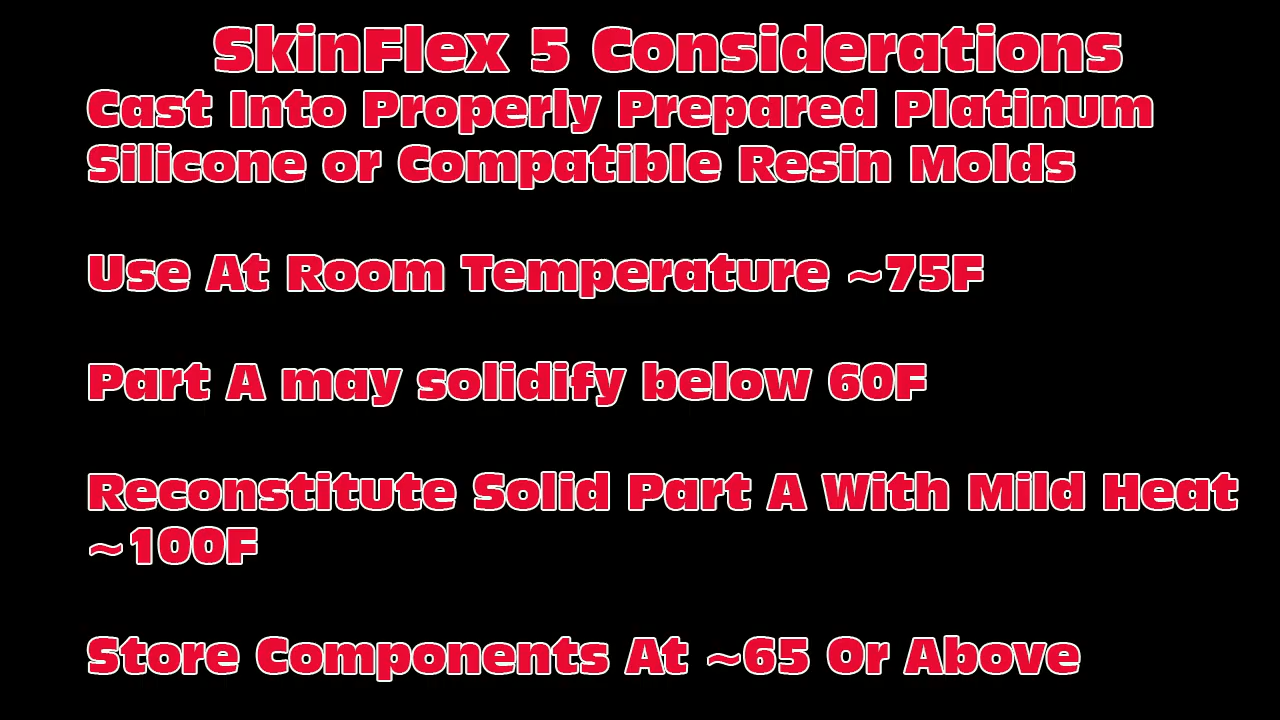 SkinFlex 5 Considerations
Cast Into Properly Prepared Platinum
Silicone or Compatible Resin Molds
Use At Room Temperature ~75F
Part A may solidify below 60F
Reconstitute Solid Part A With Mild Heat
~100F
Store Components At ~65 Or Above